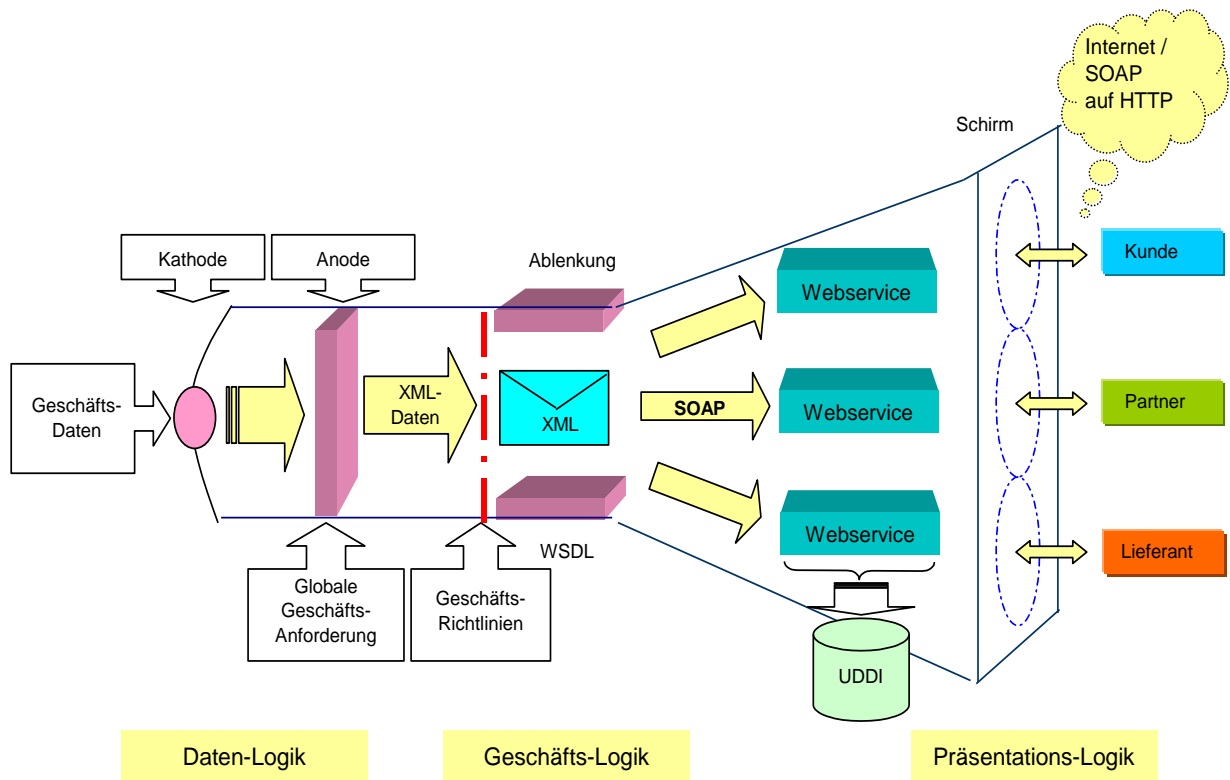 Internet /
SOAP
auf HTTP
Schirm
Kathode
Anode
Ablenkung
Webservice
Kunde
Geschäfts-
Daten
XML-
Daten
XML
SOAP
Webservice
Partner
Webservice
Lieferant
WSDL
Globale
Geschäfts-
Anforderung
Geschäfts-
Richtlinien
UDDI
Daten-Logik
Geschäfts-Logik
Präsentations-Logik